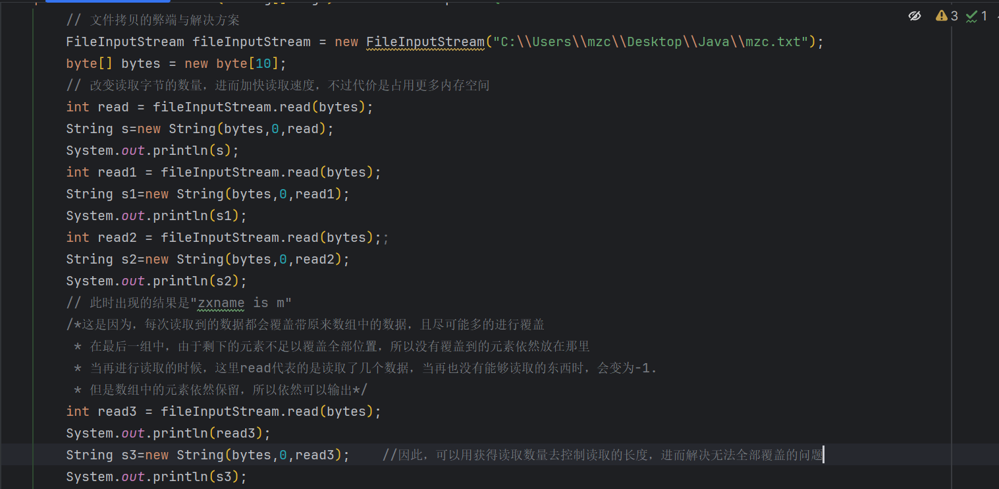 3 1
// 文件拷贝的弊端与解决方案
FileInputStream fileInputStream = new FileInputStream("C:\\Users\\mzc\\Desktop\\Java\\mzc.txt");
byte[] bytes = new byte[10];
// 改变读取字节的数量，进而加快读取速度，不过代价是占用更多内存空间
int read = fileInputStream.read(bytes);
String s=new String(bytes,0,read);
System.out.println(s);
int read1 = fileInputStream.read(bytes);
String s1=new String(bytes,0,read1);
System.out.println(s1);
int read2 = fileInputStream.read(bytes);;
String s2=new String(bytes,0,read2);
System.out.println(s2);
// 此时出现的结果是"zxname is m"
/*这是因为，每次读取到的数据都会覆盖带原来数组中的数据，且尽可能多的进行覆盖
* 在最后一组中，由于剩下的元素不足以覆盖全部位置，所以没有覆盖到的元素依然放在那里
* 当再进行读取的时候，这里read代表的是读取了几个数据，当再也没有能够读取的东西时，会变为-1.
* 但是数组中的元素依然保留，所以依然可以输出*/
int read3 = fileInputStream.read(bytes);
System.out.println(read3);
String s3=new String(bytes,0,read3);    //因此，可以用获得读取数量去控制读取的长度，进而解决无法全部覆盖的问题
System.out.println(s3);